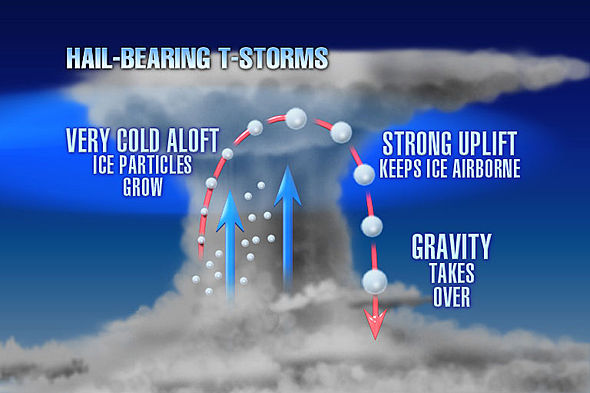 HAIL-BEARING T-STORMS
VERY COLD ALOFT
ICE PARTICLES
GROW
STRONG UPLIFT
KEEPS ICE AIRBORNE
GRAVITY
TAKES
OVER